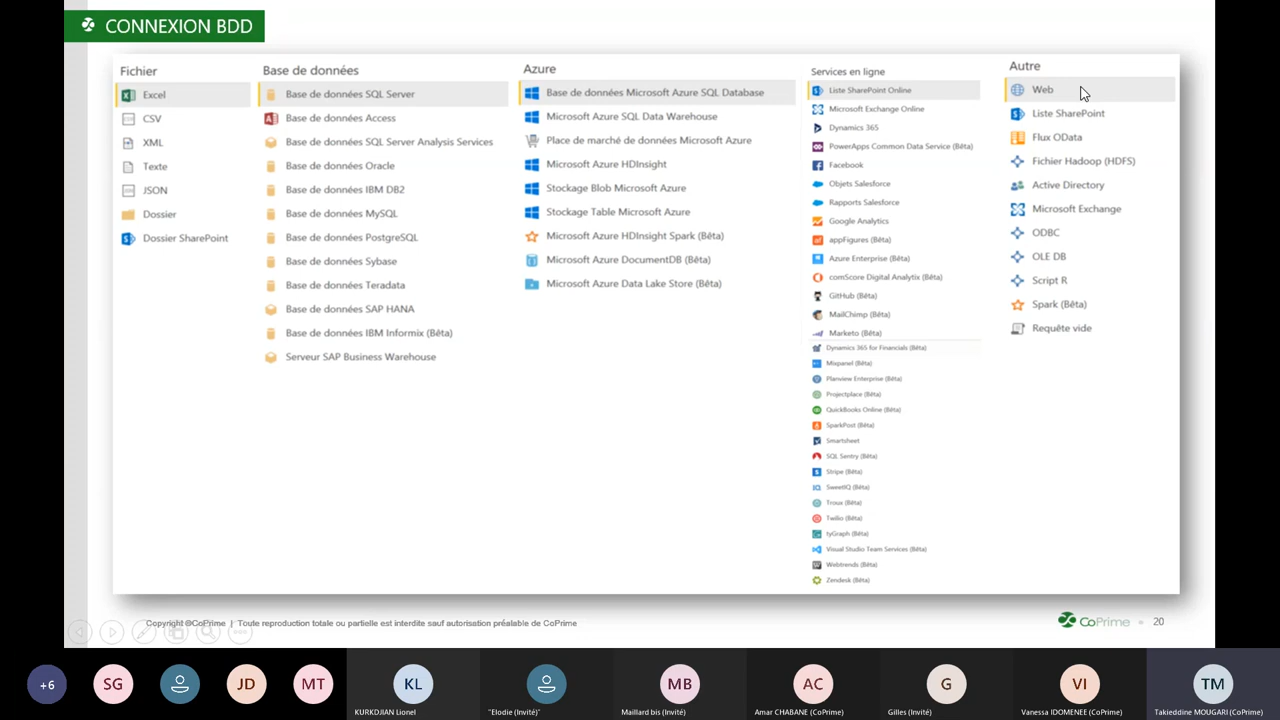 CONNEXION BDD
Fichier
Excel
CSV
XML
Texte
JSON
Dossier
Dossier SharePoint
Base de données
Base de données SQL Server
Base de données Access
Base de données SQL Server Analysis Services
Base de données Oracle
Base de données IBM DB2
Base de données MySQL
Base de données PostgreSQL
Base de données Sybase
Base de données Teradata
Base de données SAP HANA
Base de données IBM Informix (Bêta)
Serveur SAP Business Warehouse
Azure
Base de données Microsoft Azure SQL Database
Microsoft Azure SQL Data Warehouse
Place de marché de données Microsoft Azure
Microsoft Azure HDInsight
Stockage Blob Microsoft Azure
Stockage Table Microsoft Azure
Microsoft Azure HDInsight Spark (Bêta)
Microsoft Azure DocumentDB (Bêta)
Microsoft Azure Data Lake Store (Bêta)
Services en ligne
Liste SharePoint Online
Microsoft Exchange Online
Dynamics 365
PowerApps Common Data Service (Bêta)
Facebook
Objets Salesforce
Rapports Salesforce
Google Analytics
appFigures (Bêta)
Azure Enterprise (Bêta)
comScore Digital Analytix (Bêta)
GitHub (Bêta)
MailChimp (Bêta)
Marketo (Bêta)
Dynamics 365 for Financials (Bêta)
Mixpanel (Bêta)
Planview Enterprise (Bêta)
Projectplace (Bêta)
QuickBooks Online (Bêta)
SparkPost (Bêta)
Smartsheet
SQL Sentry (Bêta)
Stripe (Bêta)
SweetIQ (Bêta)
Troux (Bêta)
Twilio (Bêta)
tyGraph (Bêta)
Visual Studio Team Services (Bêta)
Webtrends (Bêta)
Zendesk (Bêta)
Autre
Web
Liste SharePoint
Flux OData
Fichier Hadoop (HDFS)
Active Directory
Microsoft Exchange
ODBC
OLE DB
Script R
Spark (Bêta)
Requête vide
Copyright ©CoPrime | Toute reproduction totale ou partielle est interdite sauf autorisation préalable de CoPrime
CoPrime
20
+6
SG
JD
MT
KL
MB
AC
G
VI
TM
KURKDJIAN Lionel
"Elodie (Invité)"
Maillard bis (Invité)
Amar CHABANE (CoPrime)
Gilles (Invité)
Vanessa IDOMENEE (CoPrime)
Takieddine MOUGARI (CoPrime)